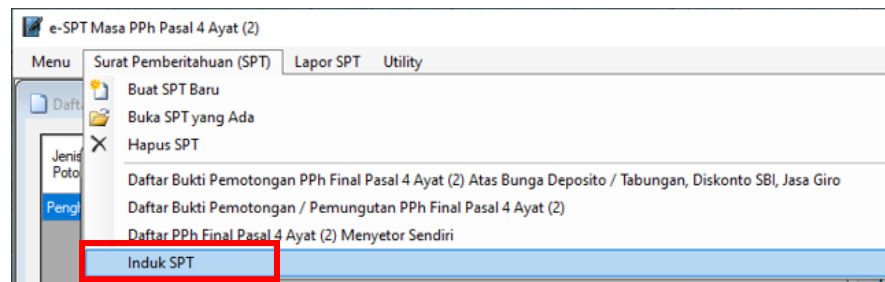 e-SPT Masa PPh Pasal 4 Ayat (2)
Menu Surat Pemberitahuan (SPT) Lapor SPT Utility
Buat SPT Baru
Buka SPT yang Ada
Hapus SPT
Daftar Bukti Pemotongan PPh Final Pasal 4 Ayat (2) Atas Bunga Deposito / Tabungan, Diskonto SBI, Jasa Giro
Daftar Bukti Pemotongan / Pemungutan PPh Final Pasal 4 Ayat (2)
Daftar PPh Final Pasal 4 Ayat (2) Menyetor Sendiri
Induk SPT